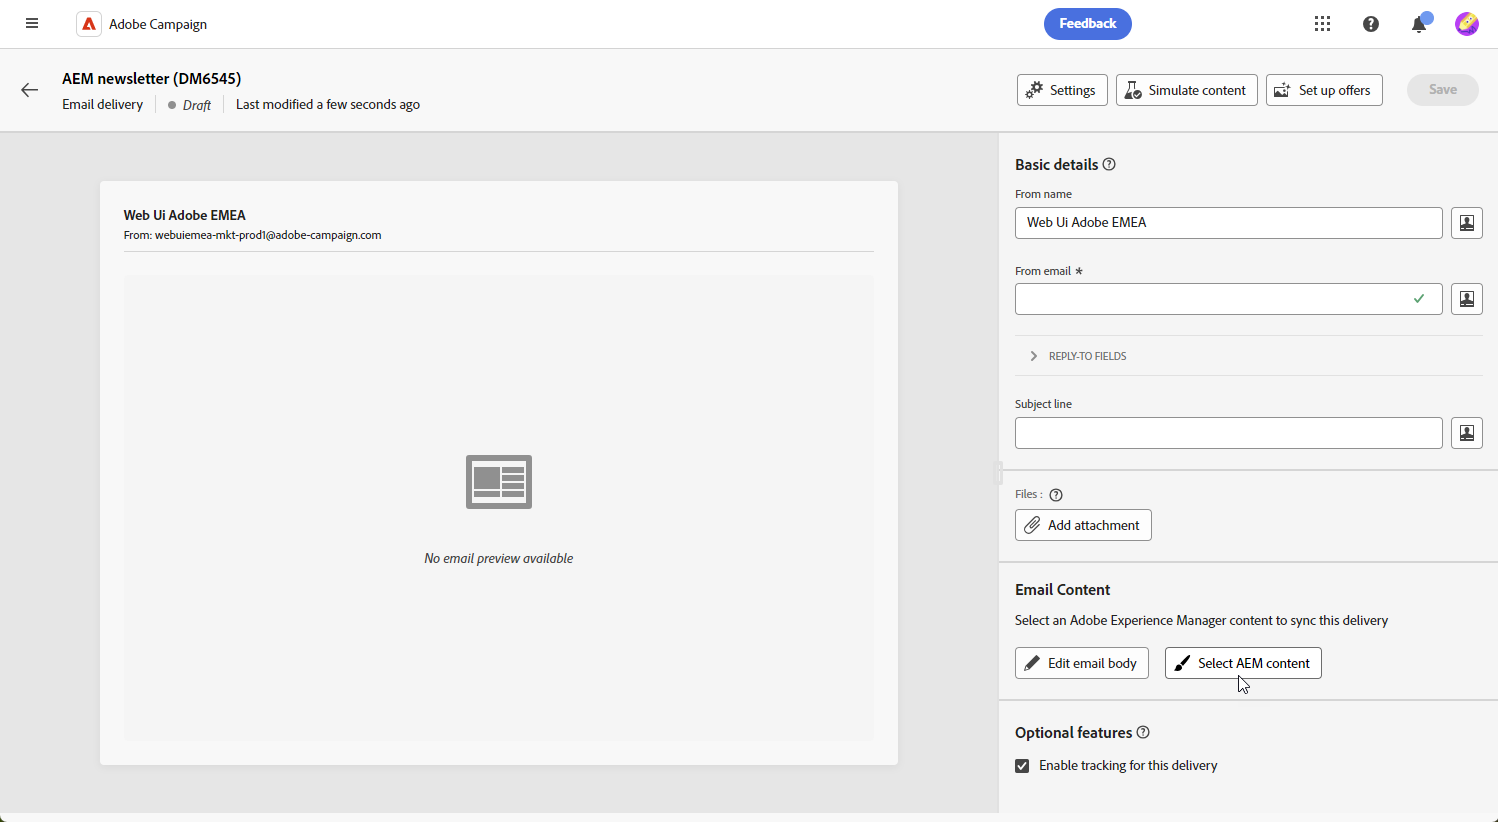 Adobe Campaign
Feedback
AEM newsletter (DM6545)
Email delivery
Draft
Last modified a few seconds ago
Settings
Simulate content
Set up offers
Save
Web Ui Adobe EMEA
From: webuiemea-mkt-prod1@adobe-campaign.com
No email preview available
Basic details
From name
Web Ui Adobe EMEA
From email *
REPLY-TO FIELDS
Subject line
Files :
Add attachment
Email Content
Select an Adobe Experience Manager content to sync this delivery
Edit email body
Select AEM content
Optional features
Enable tracking for this delivery